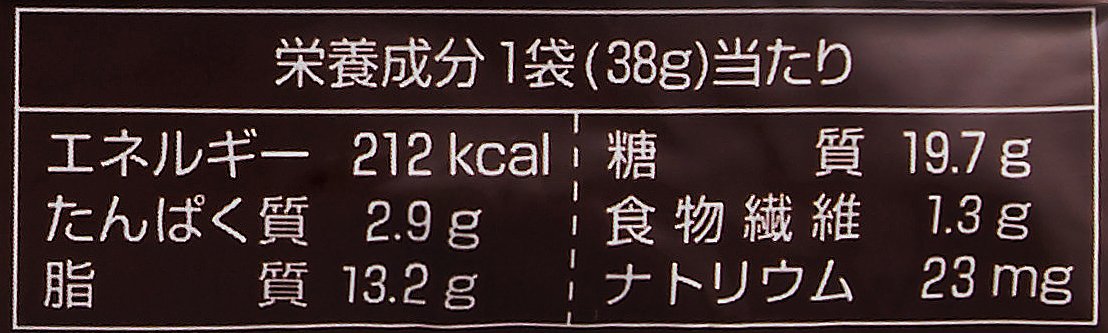 栄養成分1袋(38g)当たり
エネルギー 212 kcal
たんぱく質 2.9 g
脂質 13.2 g
糖質 19.7 g
食物繊維 1.3 g
ナトリウム 23 mg